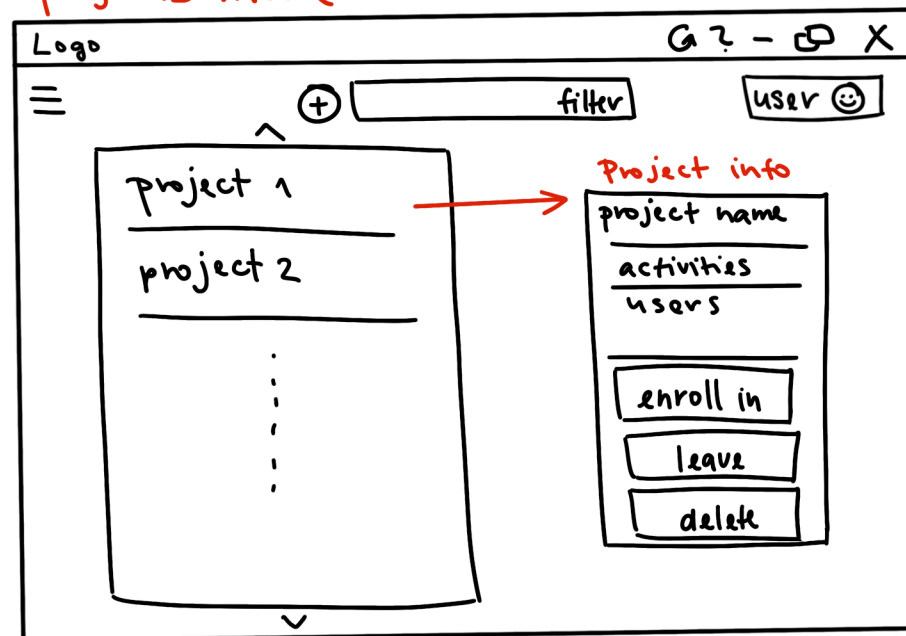 Logo ? - X
filter
user
project 1
project 2
Project info
project name
activities
users
enroll in
leave
delete